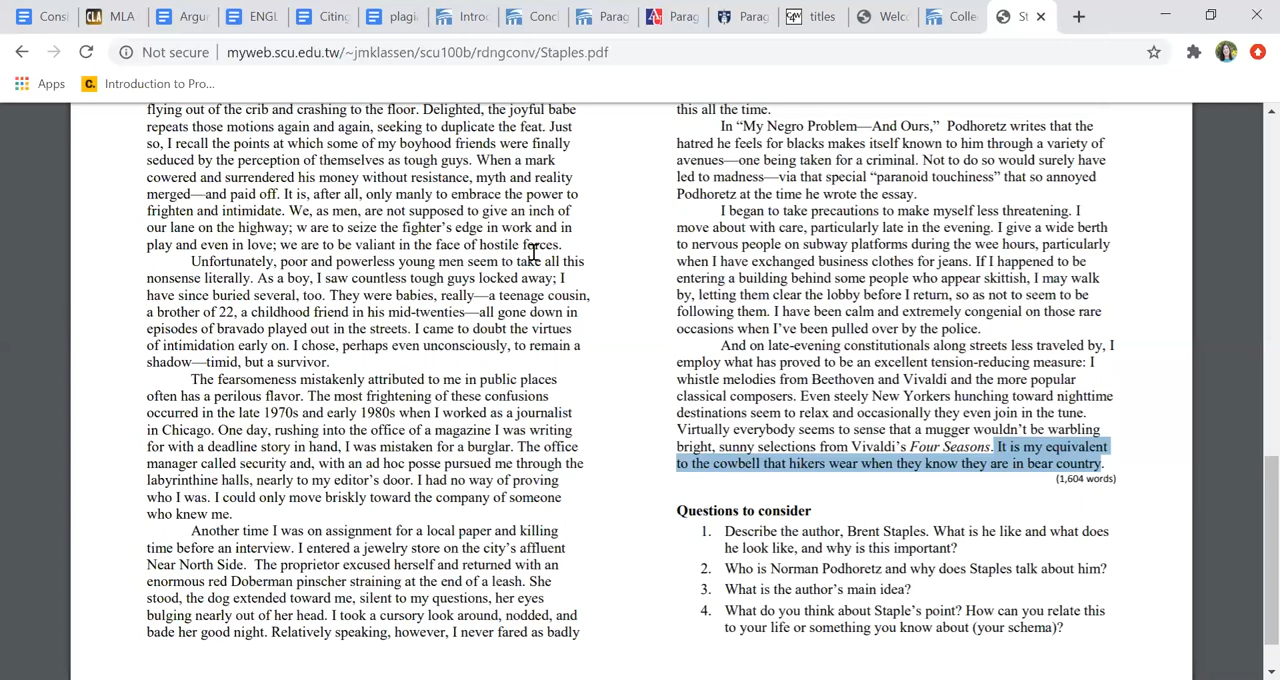 Consi
MLA
Argur
ENGL
Citing
plagi
Introc
Concl
Parag
Parag
Parag
titles
Welco
Colle
St
Not secure
myweb.scu.edu.tw/~jmklassen/scu100b/rdngconv/Staples.pdf
Apps
Introduction to Pro...
flying out of the crib and crashing to the floor. Delighted, the joyful babe
repeats those motions again and again, seeking to duplicate the feat. Just
so, I recall the points at which some of my boyhood friends were finally
seduced by the perception of themselves as tough guys. When a mark
cowered and surrendered his money without resistance, myth and reality
merged—and paid off. It is, after all, only manly to embrace the power to
frighten and intimidate. We, as men, are not supposed to give an inch of
our lane on the highway; w are to seize the fighter’s edge in work and in
play and even in love; we are to be valiant in the face of hostile forces.
Unfortunately, poor and powerless young men seem to take all this
nonsense literally. As a boy, I saw countless tough guys locked away; I
have since buried several, too. They were babies, really—a teenage cousin,
a brother of 22, a childhood friend in his mid-twenties—all gone down in
episodes of bravado played out in the streets. I came to doubt the virtues
of intimidation early on. I chose, perhaps even unconsciously, to remain a
shadow—timid, but a survivor.
The fearsomeness mistakenly attributed to me in public places
often has a perilous flavor. The most frightening of these confusions
occurred in the late 1970s and early 1980s when I worked as a journalist
in Chicago. One day, rushing into the office of a magazine I was writing
for with a deadline story in hand, I was mistaken for a burglar. The office
manager called security and, with an ad hoc posse pursued me through the
labyrinthine halls, nearly to my editor’s door. I had no way of proving
who I was. I could only move briskly toward the company of someone
who knew me.
Another time I was on assignment for a local paper and killing
time before an interview. I entered a jewelry store on the city’s affluent
Near North Side. The proprietor excused herself and returned with an
enormous red Doberman pinscher straining at the end of a leash. She
stood, the dog extended toward me, silent to my questions, her eyes
bulging nearly out of her head. I took a cursory look around, nodded, and
bade her good night. Relatively speaking, however, I never fared as badly
this all the time.
In “My Negro Problem—And Ours,” Podhoretz writes that the
hatred he feels for blacks makes itself known to him through a variety of
avenues—one being taken for a criminal. Not to do so would surely have
led to madness—via that special “paranoid touchiness” that so annoyed
Podhoretz at the time he wrote the essay.
I began to take precautions to make myself less threatening. I
move about with care, particularly late in the evening. I give a wide berth
to nervous people on subway platforms during the wee hours, particularly
when I have exchanged business clothes for jeans. If I happened to be
entering a building behind some people who appear skittish, I may walk
by, letting them clear the lobby before I return, so as not to seem to be
following them. I have been calm and extremely congenial on those rare
occasions when I’ve been pulled over by the police.
And on late-evening constitutionals along streets less traveled by, I
employ what has proved to be an excellent tension-reducing measure: I
whistle melodies from Beethoven and Vivaldi and the more popular
classical composers. Even steely New Yorkers hunching toward nighttime
destinations seem to relax and occasionally they even join in the tune.
Virtually everybody seems to sense that a mugger wouldn’t be warbling
bright, sunny selections from Vivaldi’s Four Seasons. It is my equivalent
to the cowbell that hikers wear when they know they are in bear country.
(1,604 words)
Questions to consider
1. Describe the author, Brent Staples. What is he like and what does
he look like, and why is this important?
2. Who is Norman Podhoretz and why does Staples talk about him?
3. What is the author’s main idea?
4. What do you think about Staple’s point? How can you relate this
to your life or something you know about (your schema)?